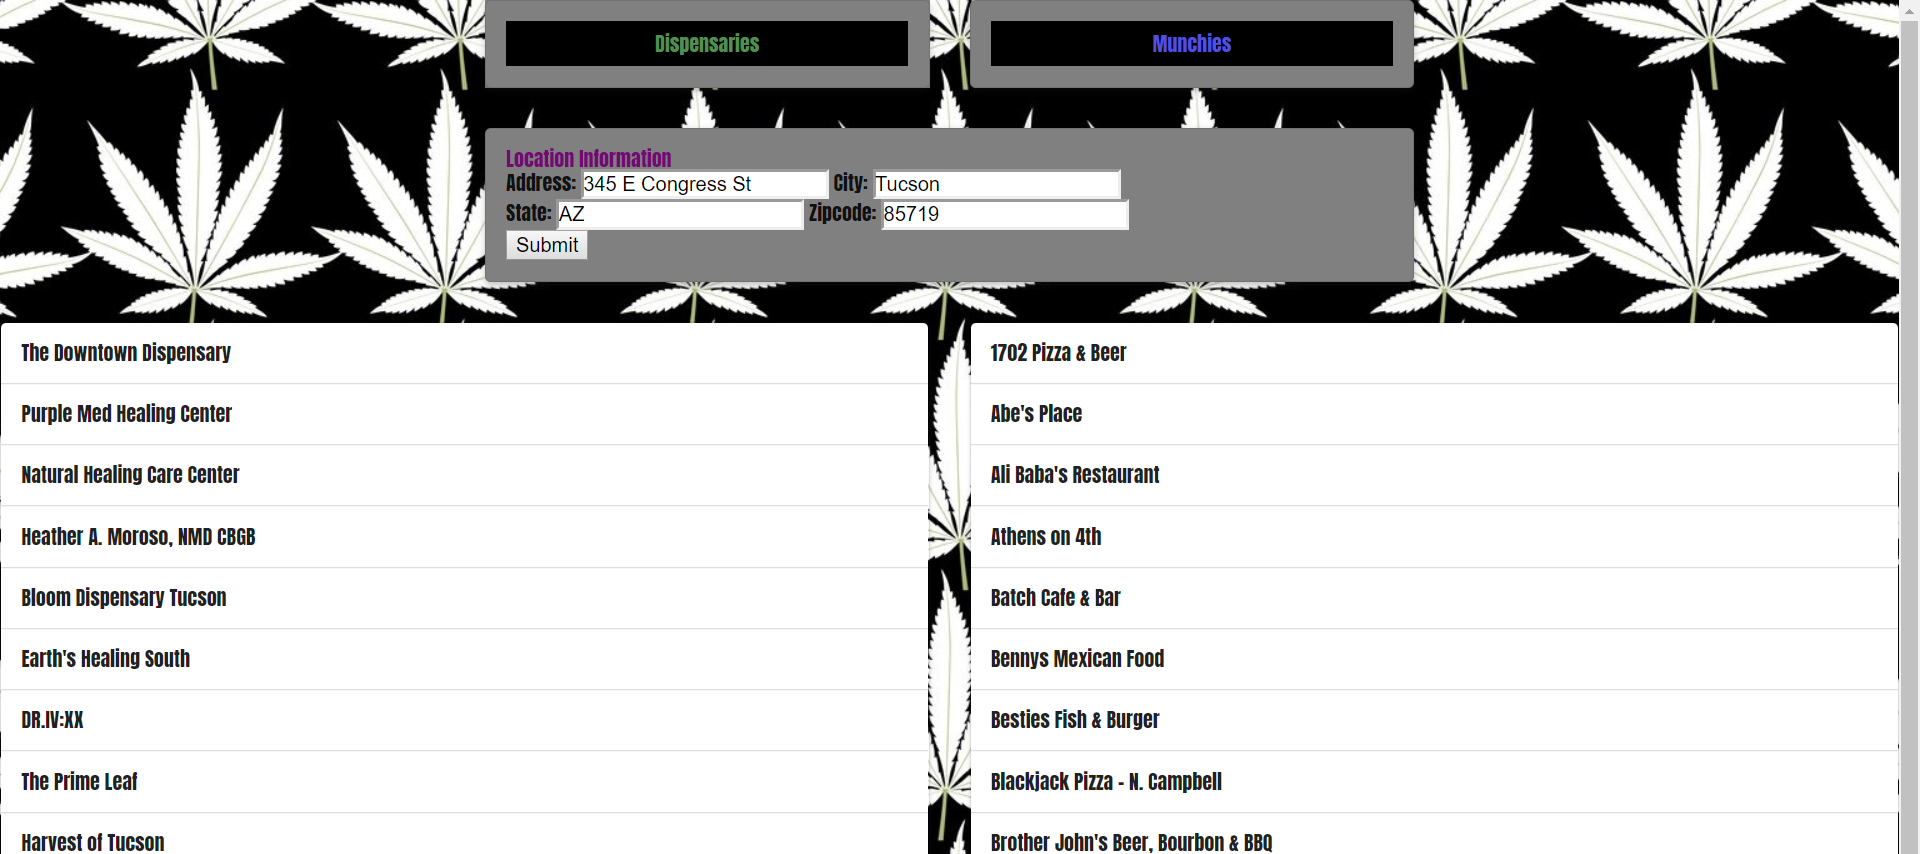 Dispensaries
Munchies
Location Information
Address: 345 E Congress St City: Tucson
State: AZ Zipcode: 85719
Submit
The Downtown Dispensary
Purple Med Healing Center
Natural Healing Care Center
Heather A. Moroso, NMD CBGB
Bloom Dispensary Tucson
Earth's Healing South
DR.IV:XX
The Prime Leaf
Harvest of Tucson
1702 Pizza & Beer
Abe's Place
Ali Baba's Restaurant
Athens on 4th
Batch Cafe & Bar
Bennys Mexican Food
Besties Fish & Burger
Blackjack Pizza - N. Campbell
Brother John's Beer, Bourbon & BBQ